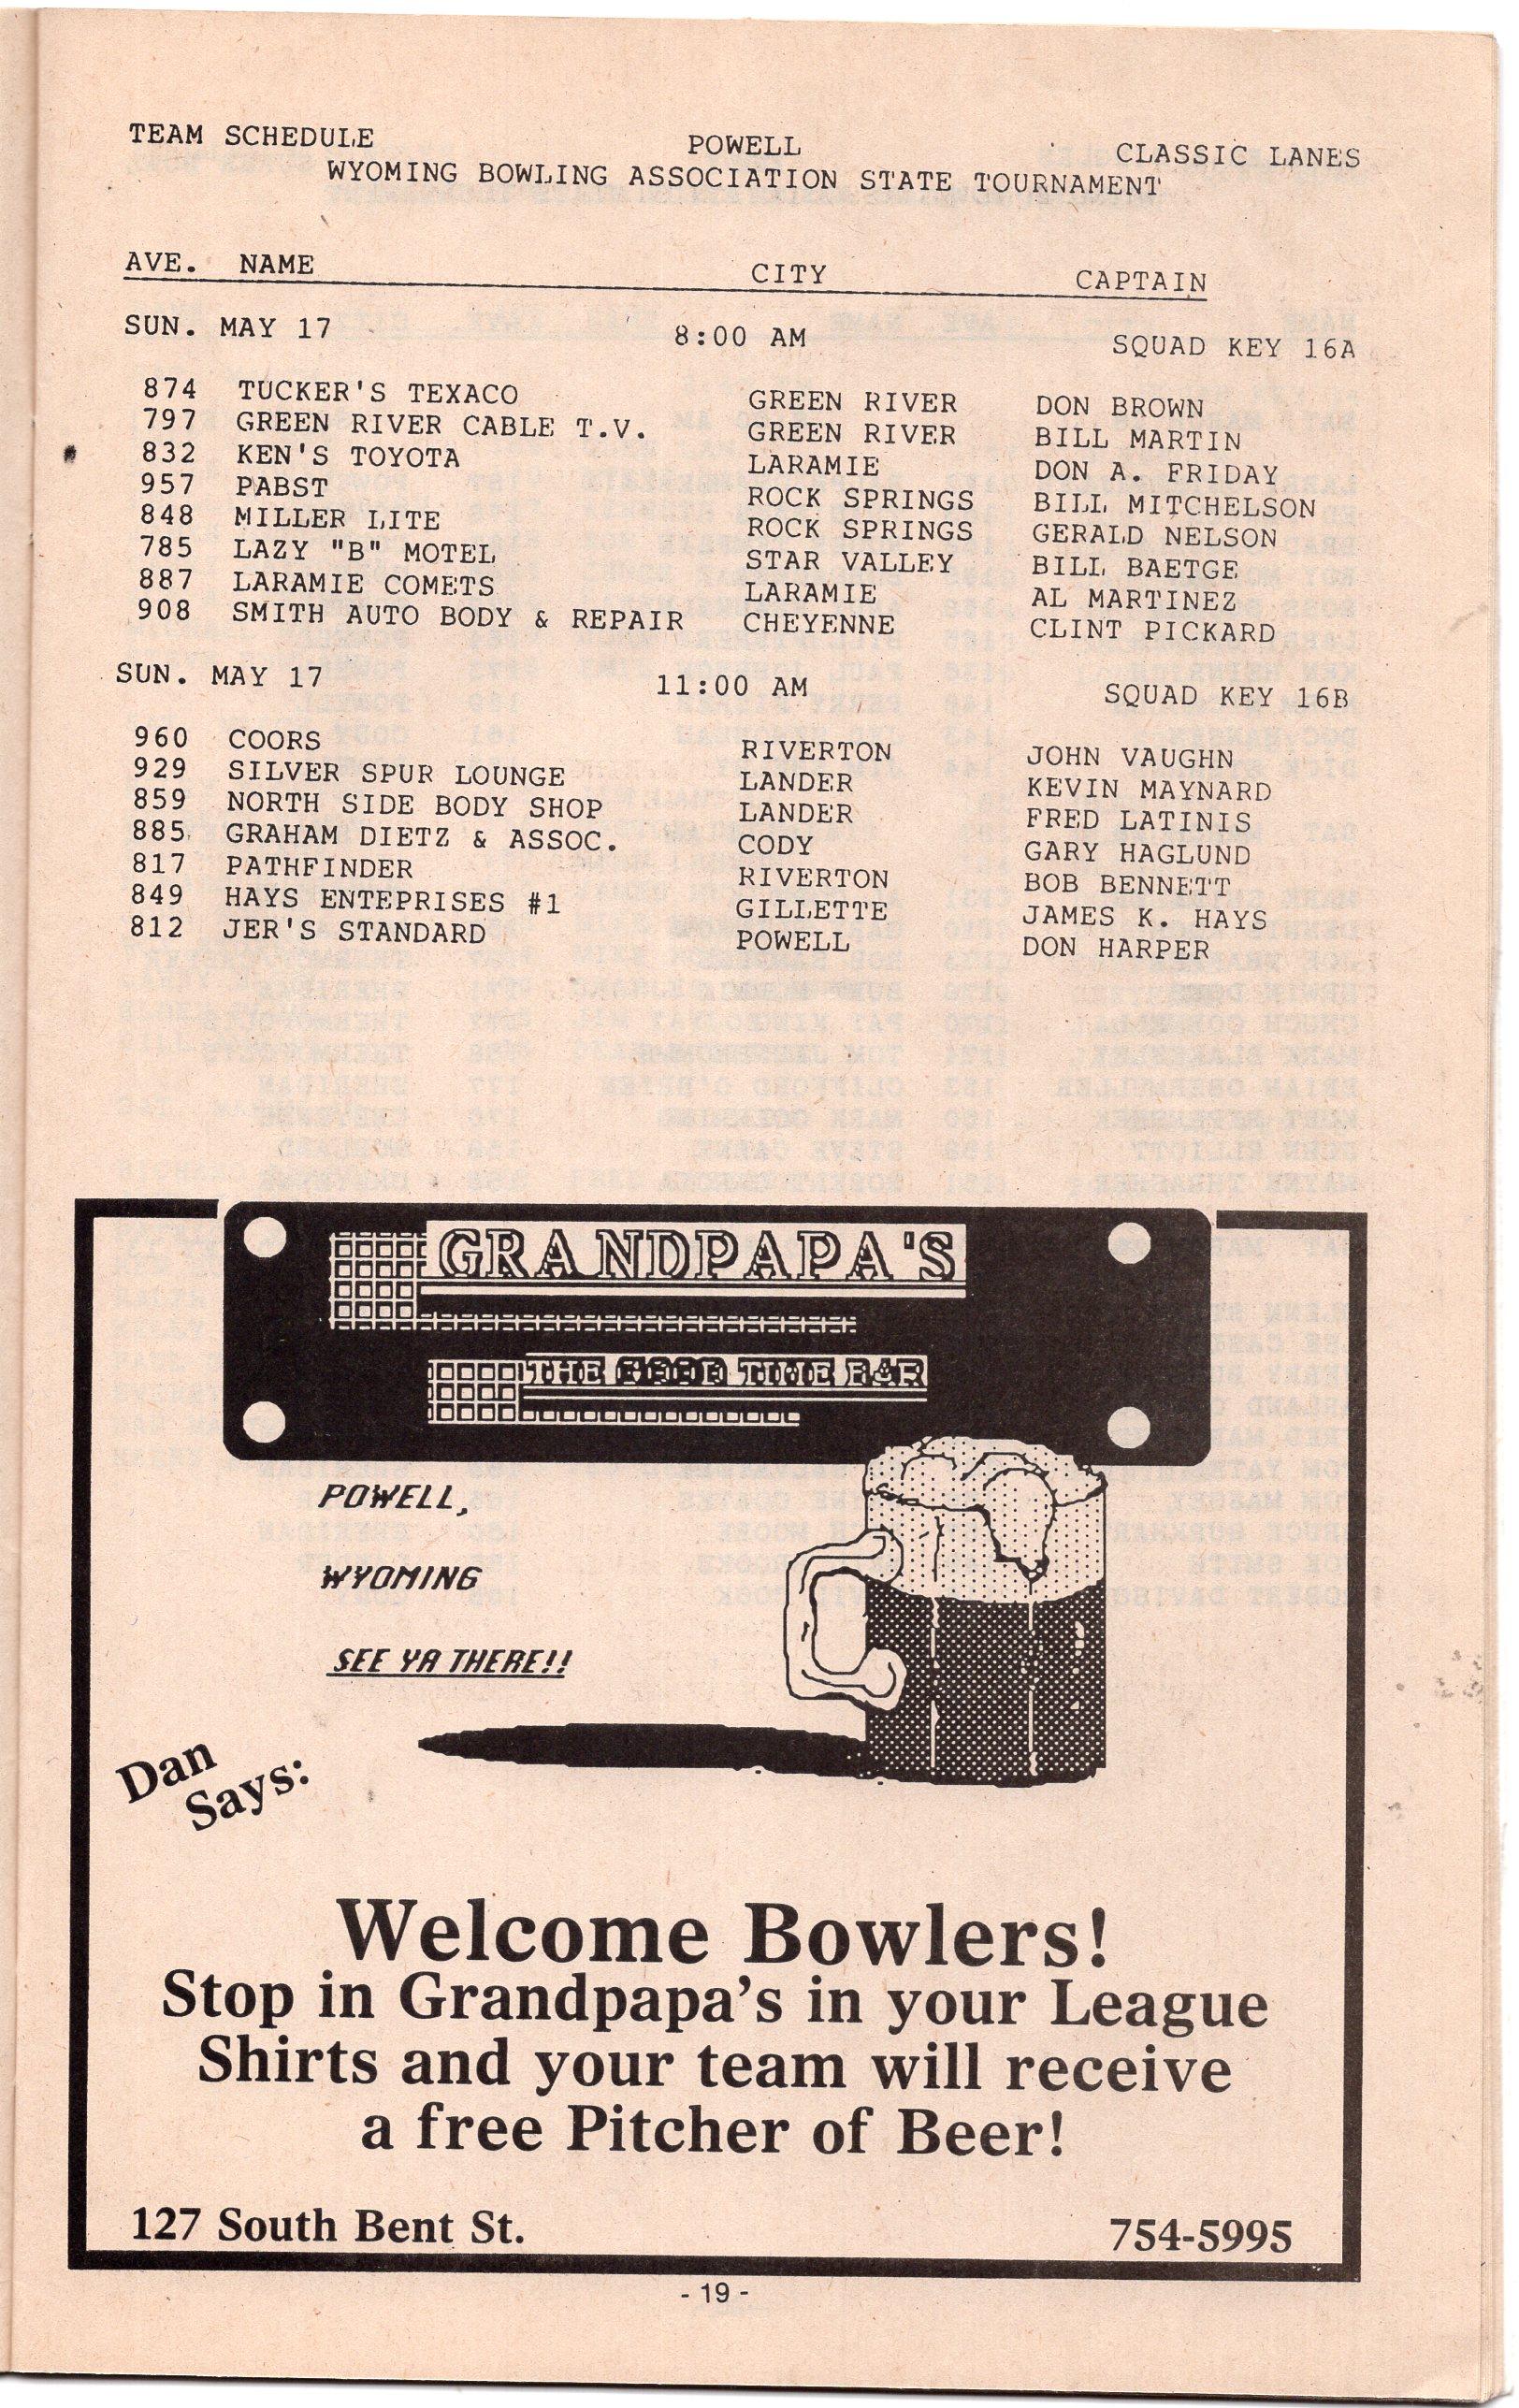 TEAM SCHEDULE POWELL CLASSIC LANES
WYOMING BOWLING ASSOCIATION STATE TOURNAMENT
AVE. NAME CITY CAPTAIN
SUN. MAY 17 8:00 AM SQUAD KEY 16A
874 TUCKER'S TEXACO GREEN RIVER DON BROWN
797 GREEN RIVER CABLE T.V. GREEN RIVER BILL MARTIN
832 KEN'S TOYOTA LARAMIE DON A. FRIDAY
957 PABST ROCK SPRINGS BILL MITCHELSON
848 MILLER LITE ROCK SPRINGS GERALD NELSON
785 LAZY "B" MOTEL STAR VALLEY BILL BAETGE
887 LARAMIE COMETS LARAMIE AL MARTINEZ
908 SMITH AUTO BODY & REPAIR CHEYENNE CLINT PICKARD
SUN. MAY 17 11:00 AM SQUAD KEY 16B
960 COORS RIVERTON JOHN VAUGHN
929 SILVER SPUR LOUNGE LANDER KEVIN MAYNARD
859 NORTH SIDE BODY SHOP LANDER FRED LATINIS
885 GRAHAM DIETZ & ASSOC. CODY GARY HAGLUND
817 PATHFINDER RIVERTON BOB BENNETT
849 HAYS ENTEPRISES #1 GILLETTE JAMES K. HAYS
812 JER'S STANDARD POWELL DON HARPER
GRANDPAPA'S
THE GOOD TIME BAR
POWELL,
WYOMING
SEE YA THERE!!
Dan
Says:
Welcome Bowlers!
Stop in Grandpapa's in your League
Shirts and your team will receive
a free Pitcher of Beer!
127 South Bent St. 754-5995
- 19 -